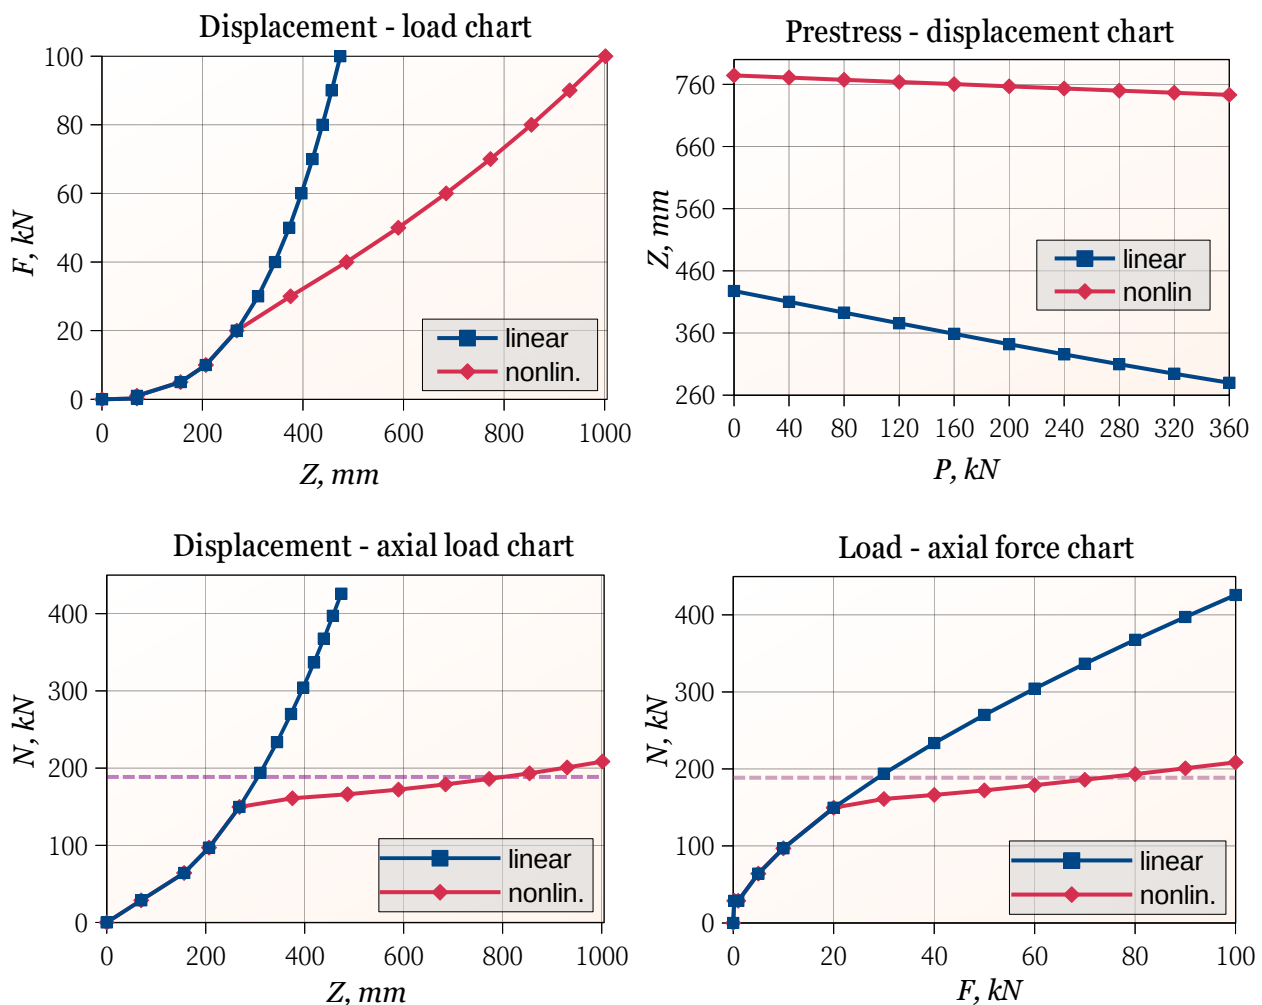 Displacement - load chart
F, kN
100
80
60
40
20
0
0 200 400 600 800 1000
Z, mm
linear
nonlin.
Prestress - displacement chart
Z, mm
760
660
560
460
360
260
0 40 80 120 160 200 240 280 320 360
P, kN
linear
nonlin
Displacement - axial load chart
N, kN
400
300
200
100
0
0 200 400 600 800 1000
Z, mm
linear
nonlin.
Load - axial force chart
N, kN
400
300
200
100
0
0 20 40 60 80 100
F, kN
linear
nonlin.